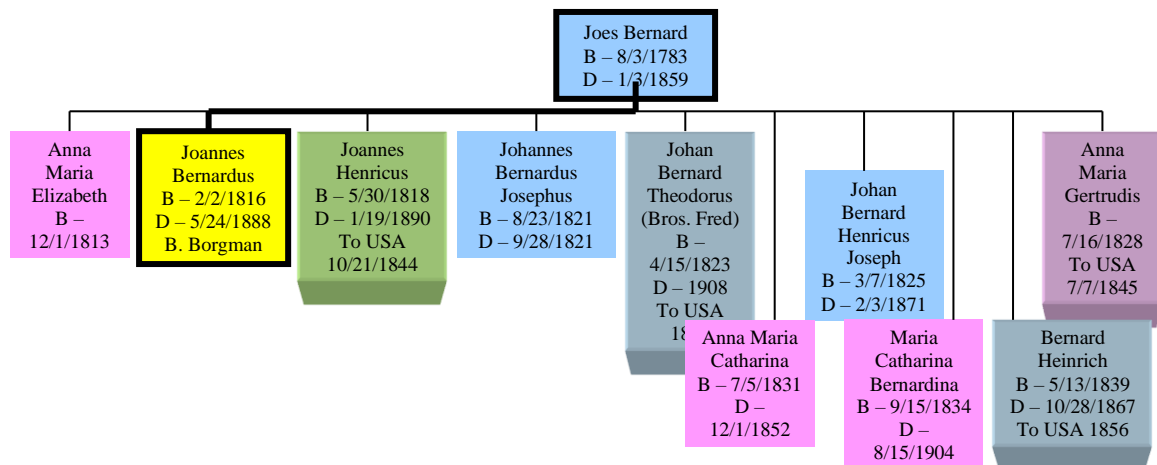 Joes Bernard
B – 8/3/1783
D – 1/3/1859
Anna
Maria
Elizabeth
B –
12/1/1813
Joannes
Bernardus
B – 2/2/1816
D – 5/24/1888
B. Borgman
Joannes
Henricus
B – 5/30/1818
D – 1/19/1890
To USA
10/21/1844
Johannes
Bernardus
Josephus
B – 8/23/1821
D – 9/28/1821
Johan
Bernard
Theodorus
(Bros. Fred)
B –
4/15/1823
D – 1908
To USA
Johan
Bernard
Henricus
Joseph
B – 3/7/1825
D – 2/3/1871
Anna
Maria
Gertrudis
B –
7/16/1828
To USA
7/7/1845
Anna Maria
Catharina
B – 7/5/1831
D –
12/1/1852
Maria
Catharina
Bernardina
B – 9/15/1834
D –
8/15/1904
Bernard
Heinrich
B – 5/13/1839
D – 10/28/1867
To USA 1856